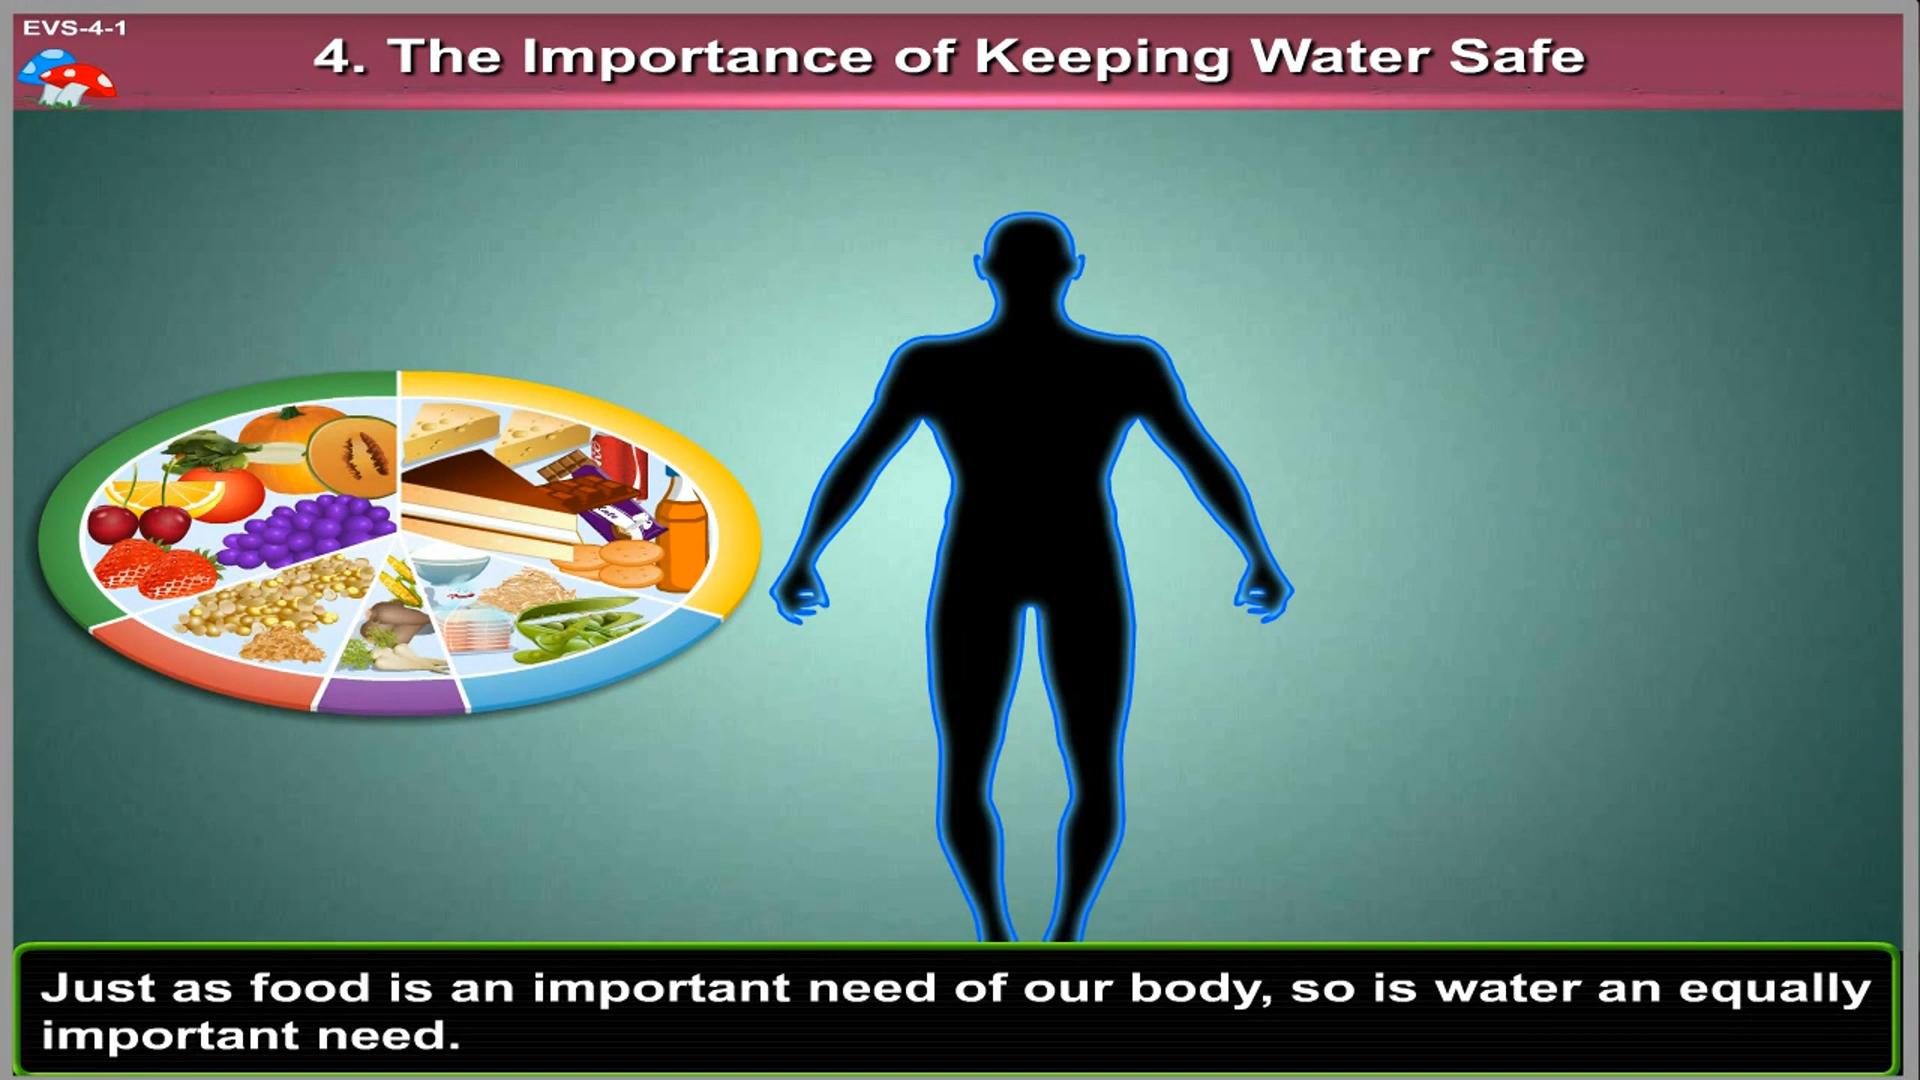 EVS-4-1
4. The Importance of Keeping Water Safe
Just as food is an important need of our body, so is water an equally
important need.